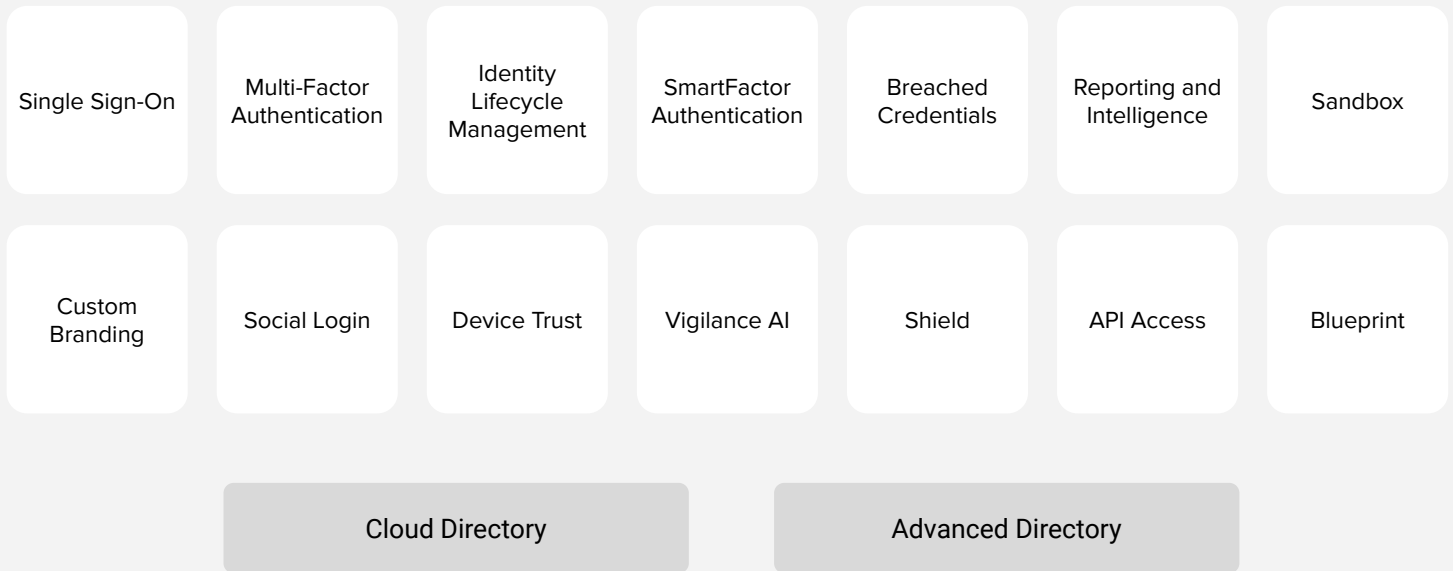 Single Sign-On
Multi-Factor
Authentication
Identity
Lifecycle
Management
SmartFactor
Authentication
Breached
Credentials
Reporting and
Intelligence
Sandbox
Custom
Branding
Social Login
Device Trust
Vigilance AI
Shield
API Access
Blueprint
Cloud Directory
Advanced Directory